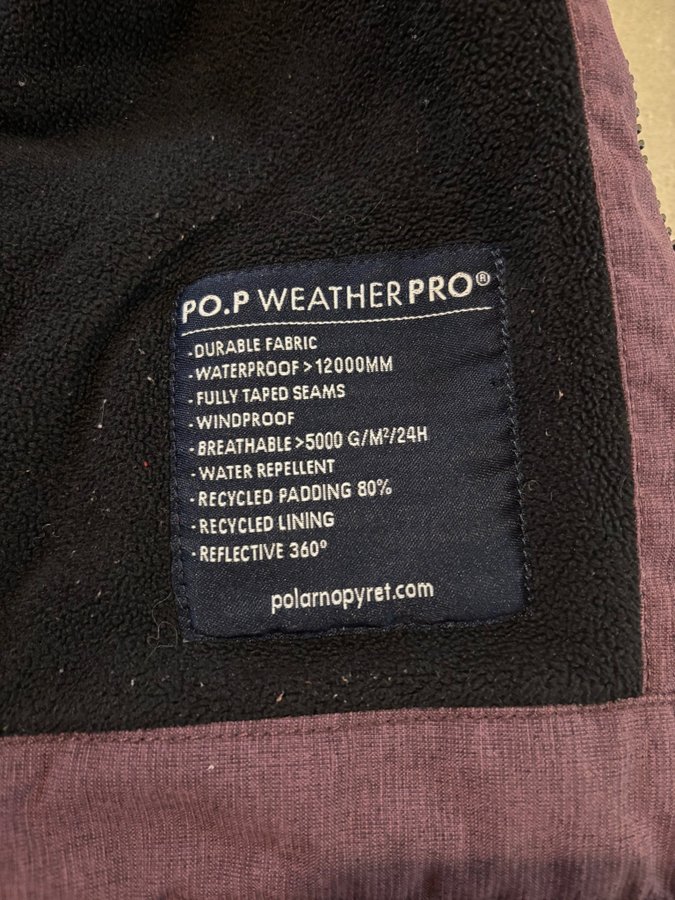 PO.P WEATHERPRO®
-DURABLE FABRIC
-WATERPROOF >12000MM
-FULLY TAPED SEAMS
-WINDPROOF
-BREATHABLE >5000 G/M²/24H
-WATER REPELLENT
-RECYCLED PADDING 80%
-RECYCLED LINING
-REFLECTIVE 360°
polarnopyret.com